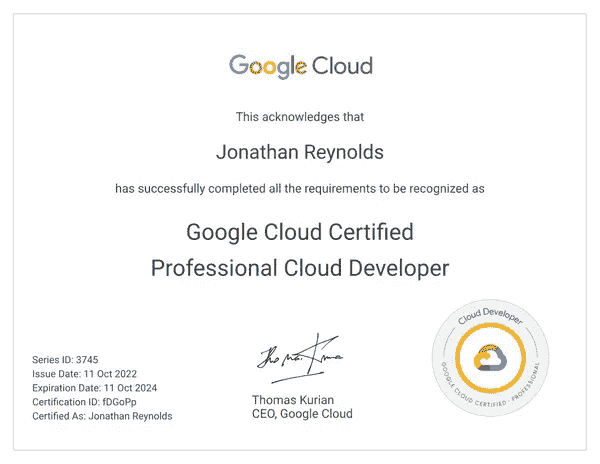 Google Cloud
This acknowledges that
Jonathan Reynolds
has successfully completed all the requirements to be recognized as
Google Cloud Certified
Professional Cloud Developer
Series ID: 3745
Issue Date: 11 Oct 2022
Expiration Date: 11 Oct 2024
Certification ID: fDGoPp
Certified As: Jonathan Reynolds
Thomas Kurian
CEO, Google Cloud
Cloud Developer
GOOGLE CLOUD CERTIFIED · PROFESSIONAL